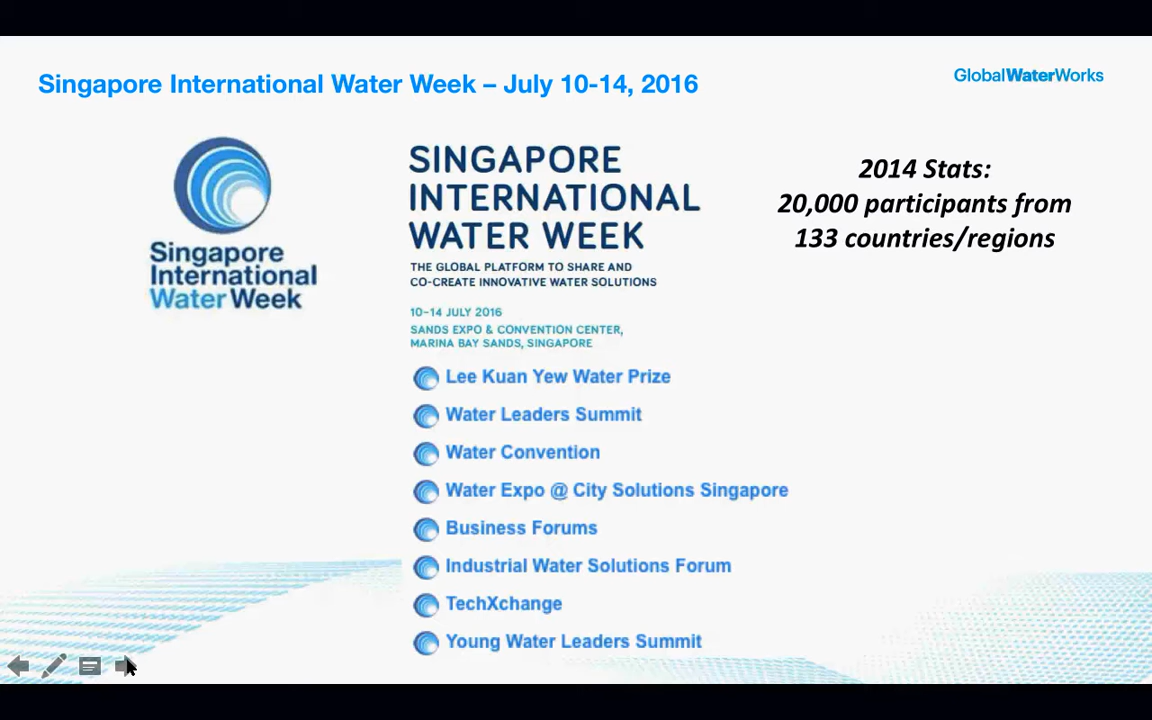 Singapore International Water Week – July 10-14, 2016
GlobalWaterWorks
Singapore
International
Water Week
SINGAPORE
INTERNATIONAL
WATER WEEK
THE GLOBAL PLATFORM TO SHARE AND
CO-CREATE INNOVATIVE WATER SOLUTIONS
10–14 JULY 2016
SANDS EXPO & CONVENTION CENTER,
MARINA BAY SANDS, SINGAPORE
2014 Stats:
20,000 participants from
133 countries/regions
Lee Kuan Yew Water Prize
Water Leaders Summit
Water Convention
Water Expo @ City Solutions Singapore
Business Forums
Industrial Water Solutions Forum
TechXchange
Young Water Leaders Summit